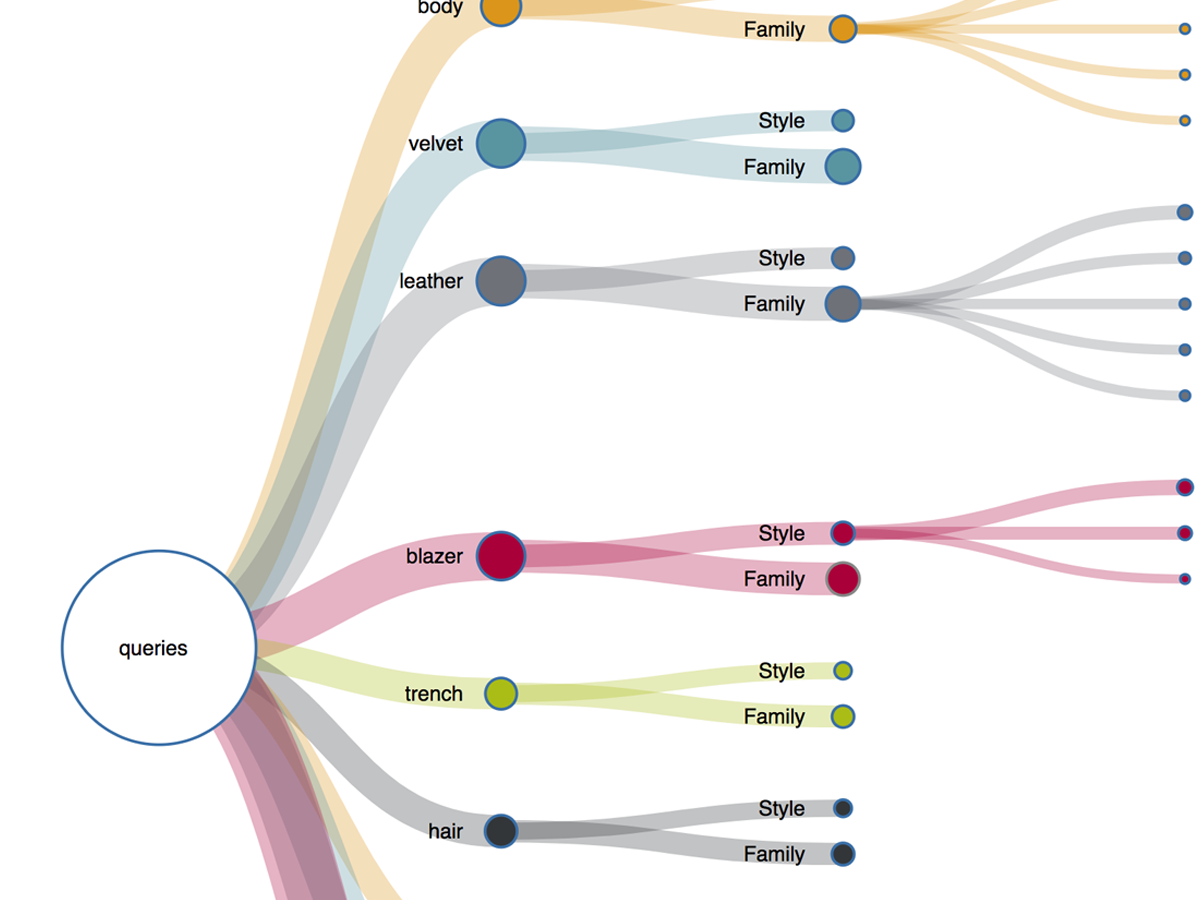 body
Family
velvet
Style
Family
leather
Style
Family
blazer
Style
Family
queries
trench
Style
Family
hair
Style
Family